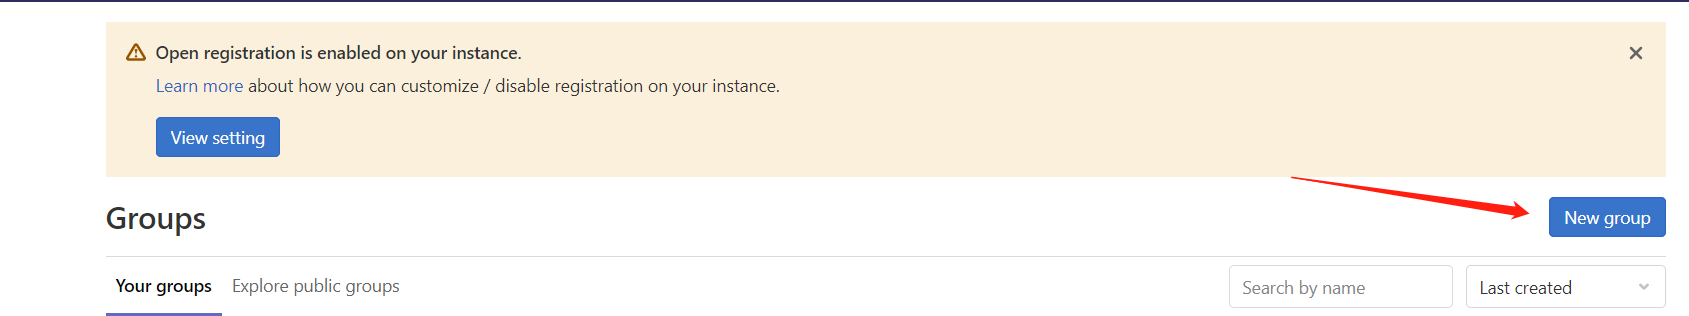 Open registration is enabled on your instance.
Learn more about how you can customize / disable registration on your instance.
View setting
Groups
New group
Your groups
Explore public groups
Search by name
Last created